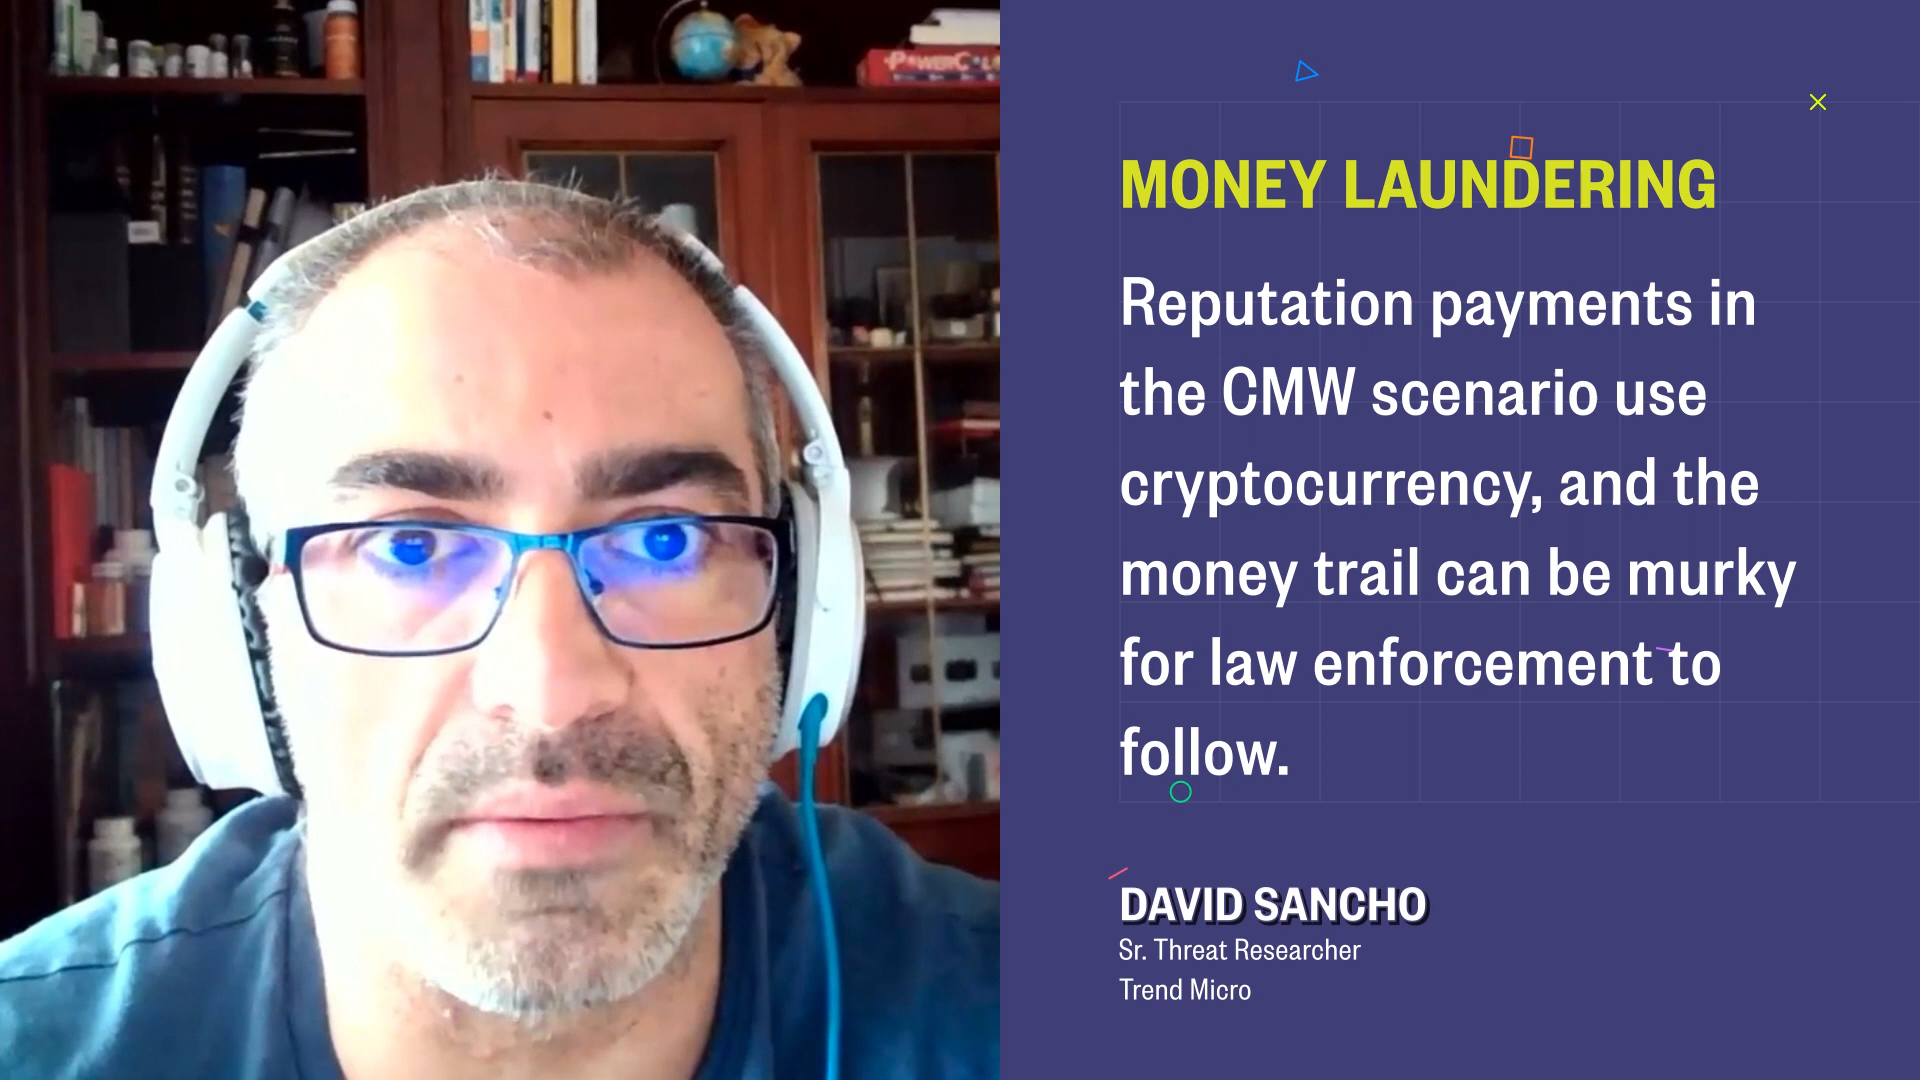 POWERCOL
MONEY LAUNDERING
Reputation payments in
the CMW scenario use
cryptocurrency, and the
money trail can be murky
for law enforcement to
follow.
DAVID SANCHO
Sr. Threat Researcher
Trend Micro